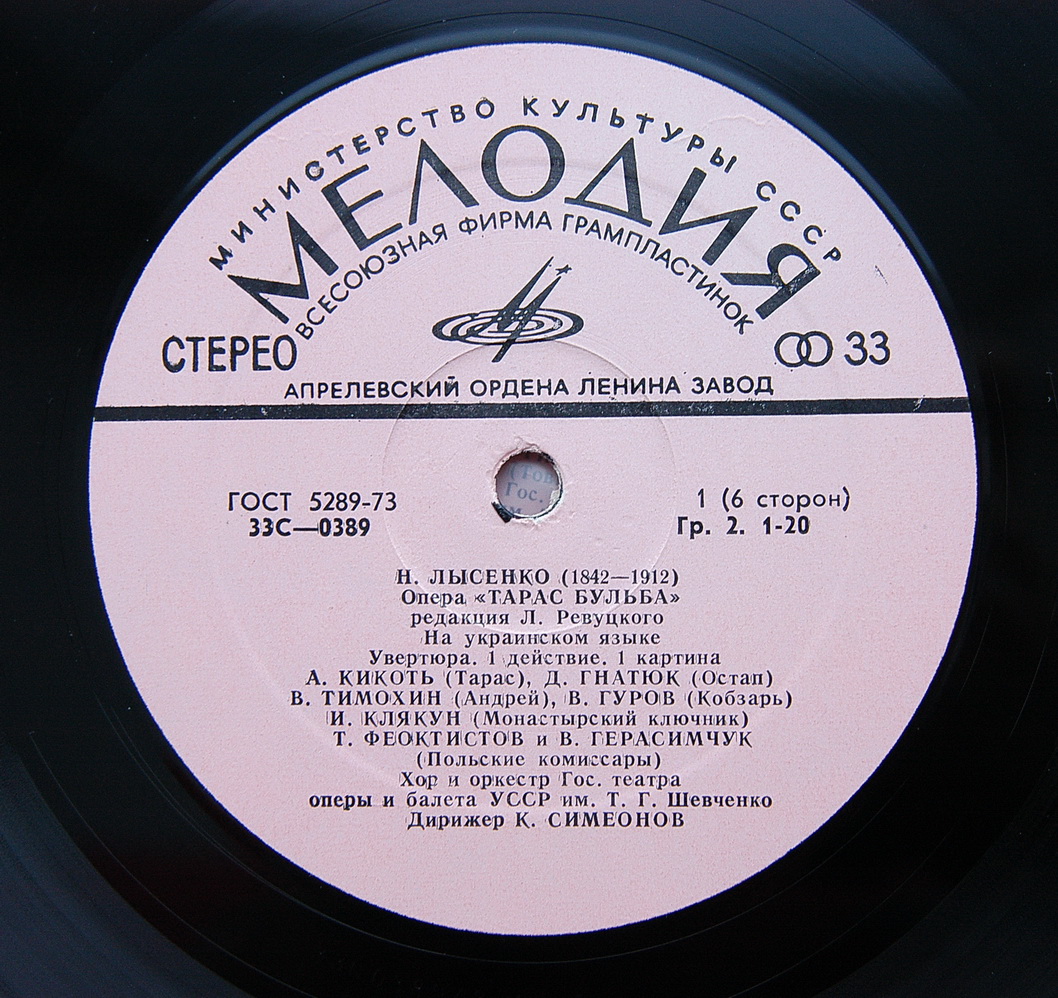 МИНИСТЕРСТВО КУЛЬТУРЫ СССР
МЕЛОДИЯ
ВСЕСОЮЗНАЯ ФИРМА ГРАМПЛАСТИНОК
СТЕРЕО
33
АПРЕЛЕВСКИЙ ОРДЕНА ЛЕНИНА ЗАВОД
ГОСТ 5289-73
33С—0389
1 (6 сторон)
Гр. 2. 1-20
Гос.
Н. ЛЫСЕНКО (1842—1912)
Опера «ТАРАС БУЛЬБА»
редакция Л. Ревуцкого
На украинском языке
Увертюра. 1 действие. 1 картина
А. КИКОТЬ (Тарас), Д. ГНАТЮК (Остап)
В. ТИМОХИН (Андрей), В. ГУРОВ (Кобзарь)
И. КЛЯКУН (Монастырский ключник)
Т. ФЕОКТИСТОВ и В. ГЕРАСИМЧУК
(Польские комиссары)
Хор и оркестр Гос. театра
оперы и балета УССР им. Т. Г. Шевченко
Дирижер К. СИМЕОНОВ